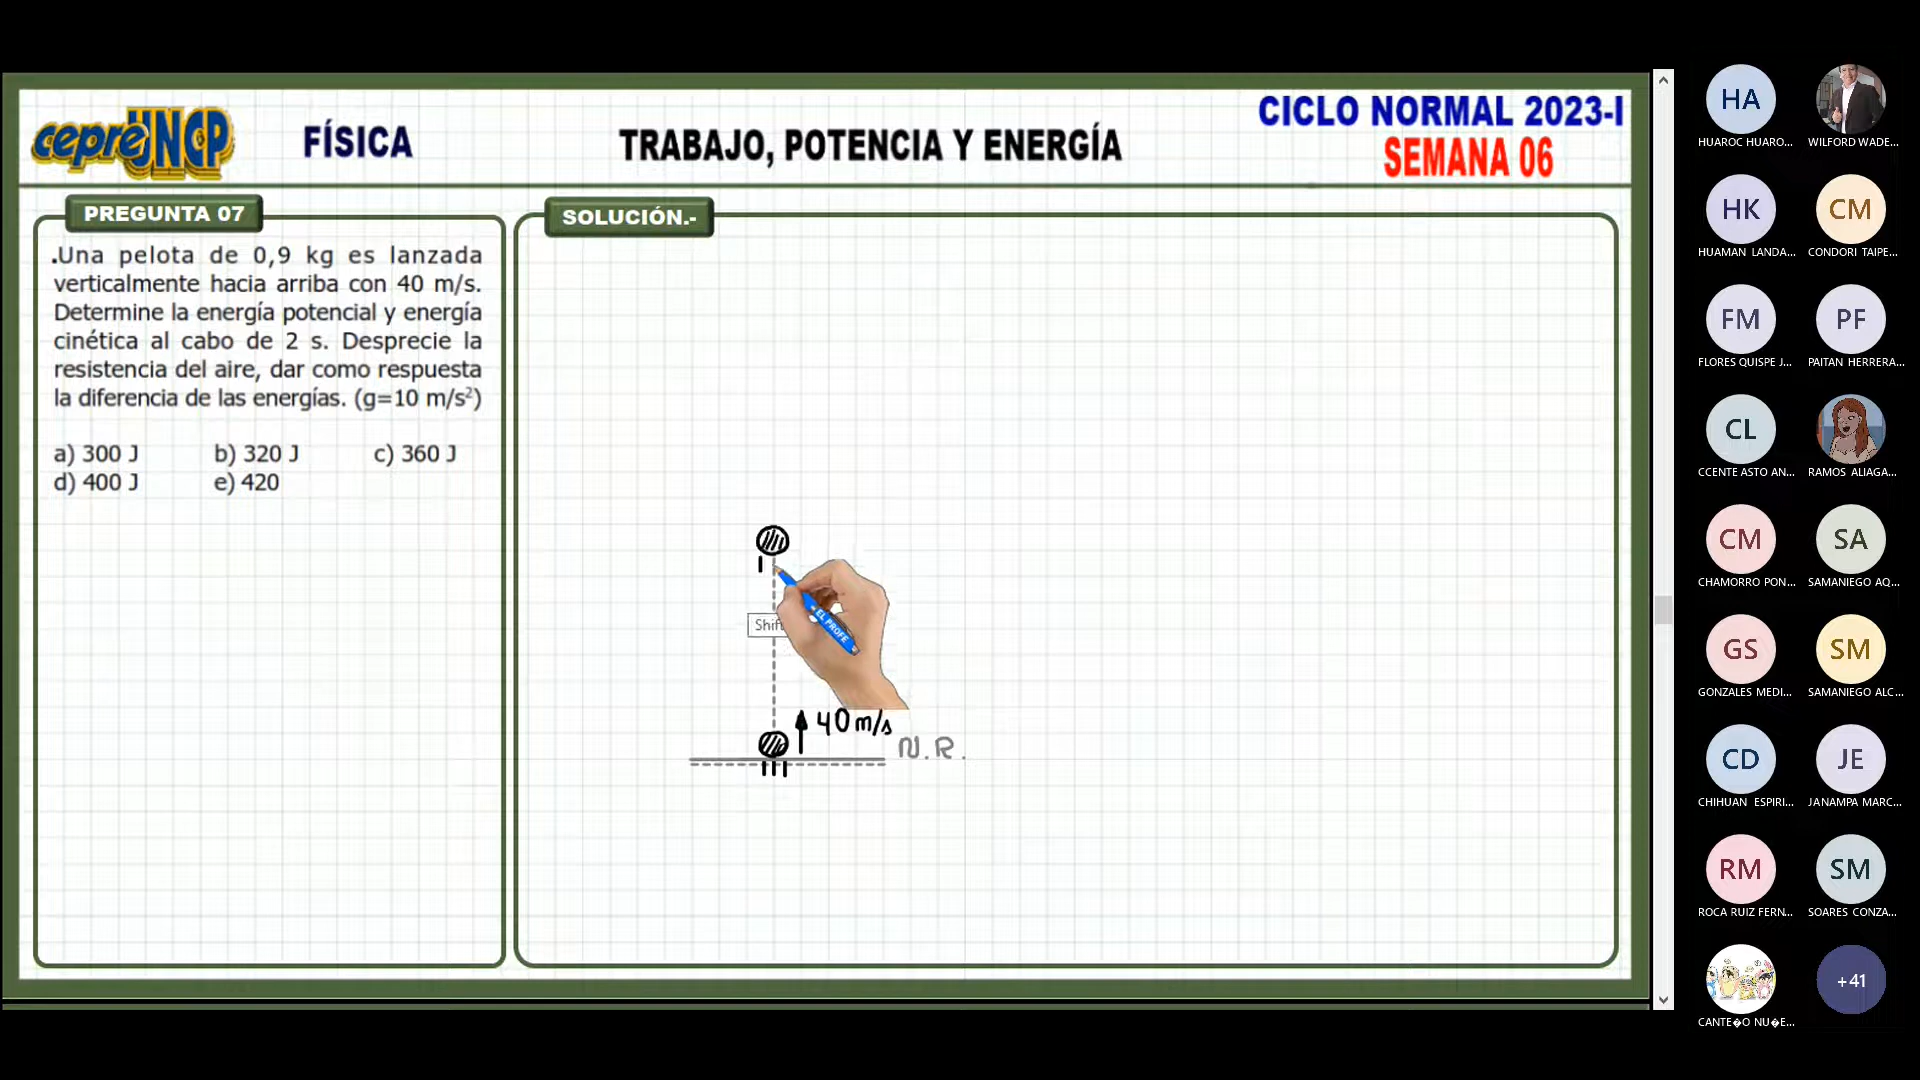 cepreUNCP
FÍSICA
TRABAJO, POTENCIA Y ENERGÍA
CICLO NORMAL 2023-I
SEMANA 06
PREGUNTA 07
.Una pelota de 0,9 kg es lanzada
verticalmente hacia arriba con 40 m/s.
Determine la energía potencial y energía
cinética al cabo de 2 s. Desprecie la
resistencia del aire, dar como respuesta
la diferencia de las energías. (g=10 m/s²)
a) 300 J b) 320 J c) 360 J
d) 400 J e) 420
SOLUCIÓN.-
EL PROFE
40 m/s
N.R.
HA
HUAROC HUARO...
WILFORD WADE...
HK
HUAMAN LANDA...
CM
CONDORI TAIPE...
FM
FLORES QUISPE J...
PF
PAITAN HERRERA...
CL
CCENTE ASTO AN...
RAMOS ALIAGA...
CM
CHAMORRO PON...
SA
SAMANIEGO AQ...
GS
GONZALES MEDI...
SM
SAMANIEGO ALC...
CD
CHIHUAN ESPIRI...
JE
JANAMPA MARC...
RM
ROCA RUIZ FERN...
SM
SOARES CONZA...
CANTE�O NU�E...
+41